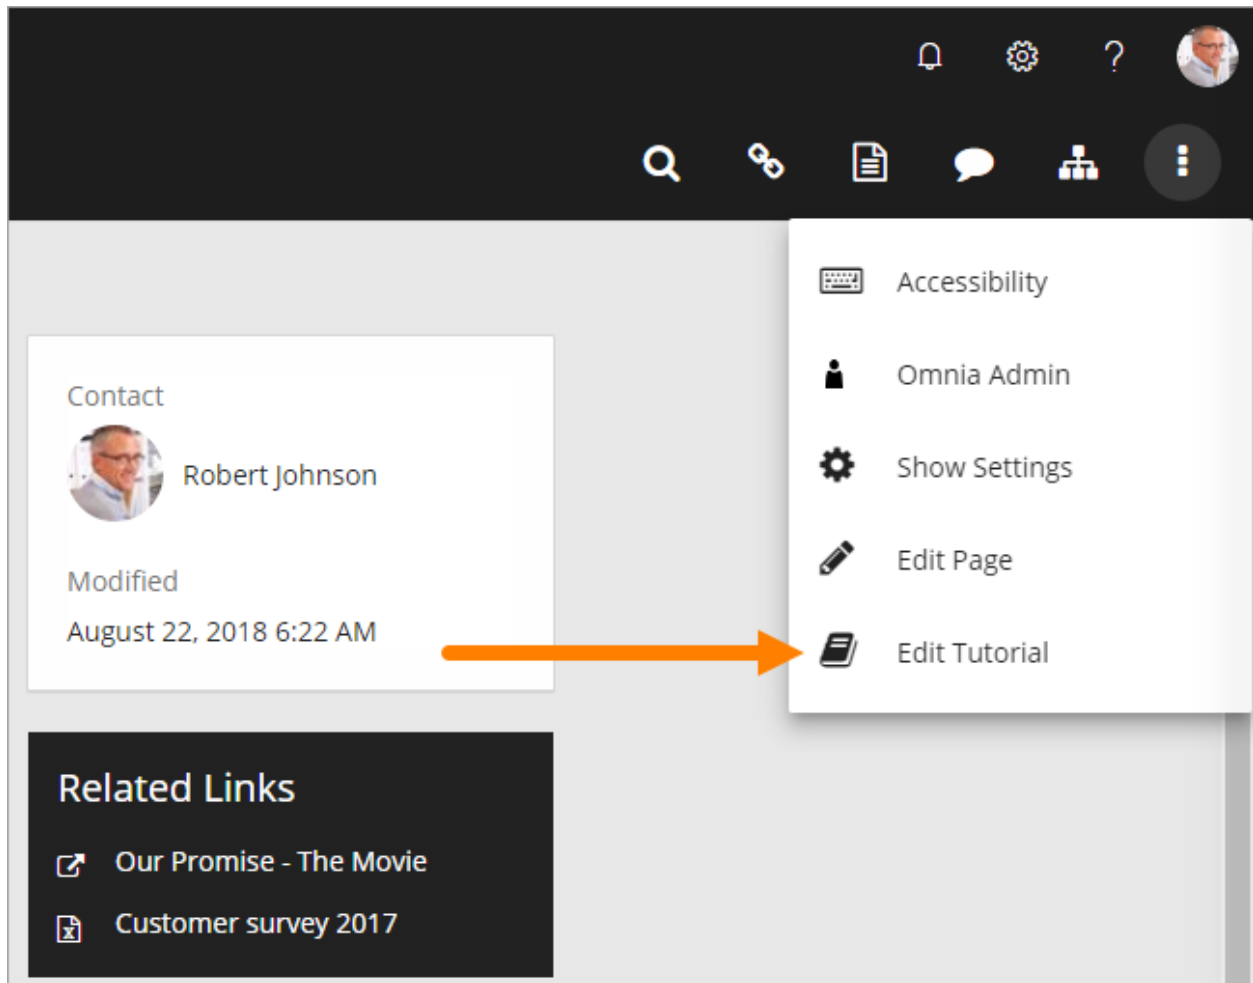 Accessibility
Omnia Admin
Show Settings
Edit Page
Edit Tutorial
Contact
Robert Johnson
Modified
August 22, 2018 6:22 AM
Related Links
Our Promise - The Movie
Customer survey 2017